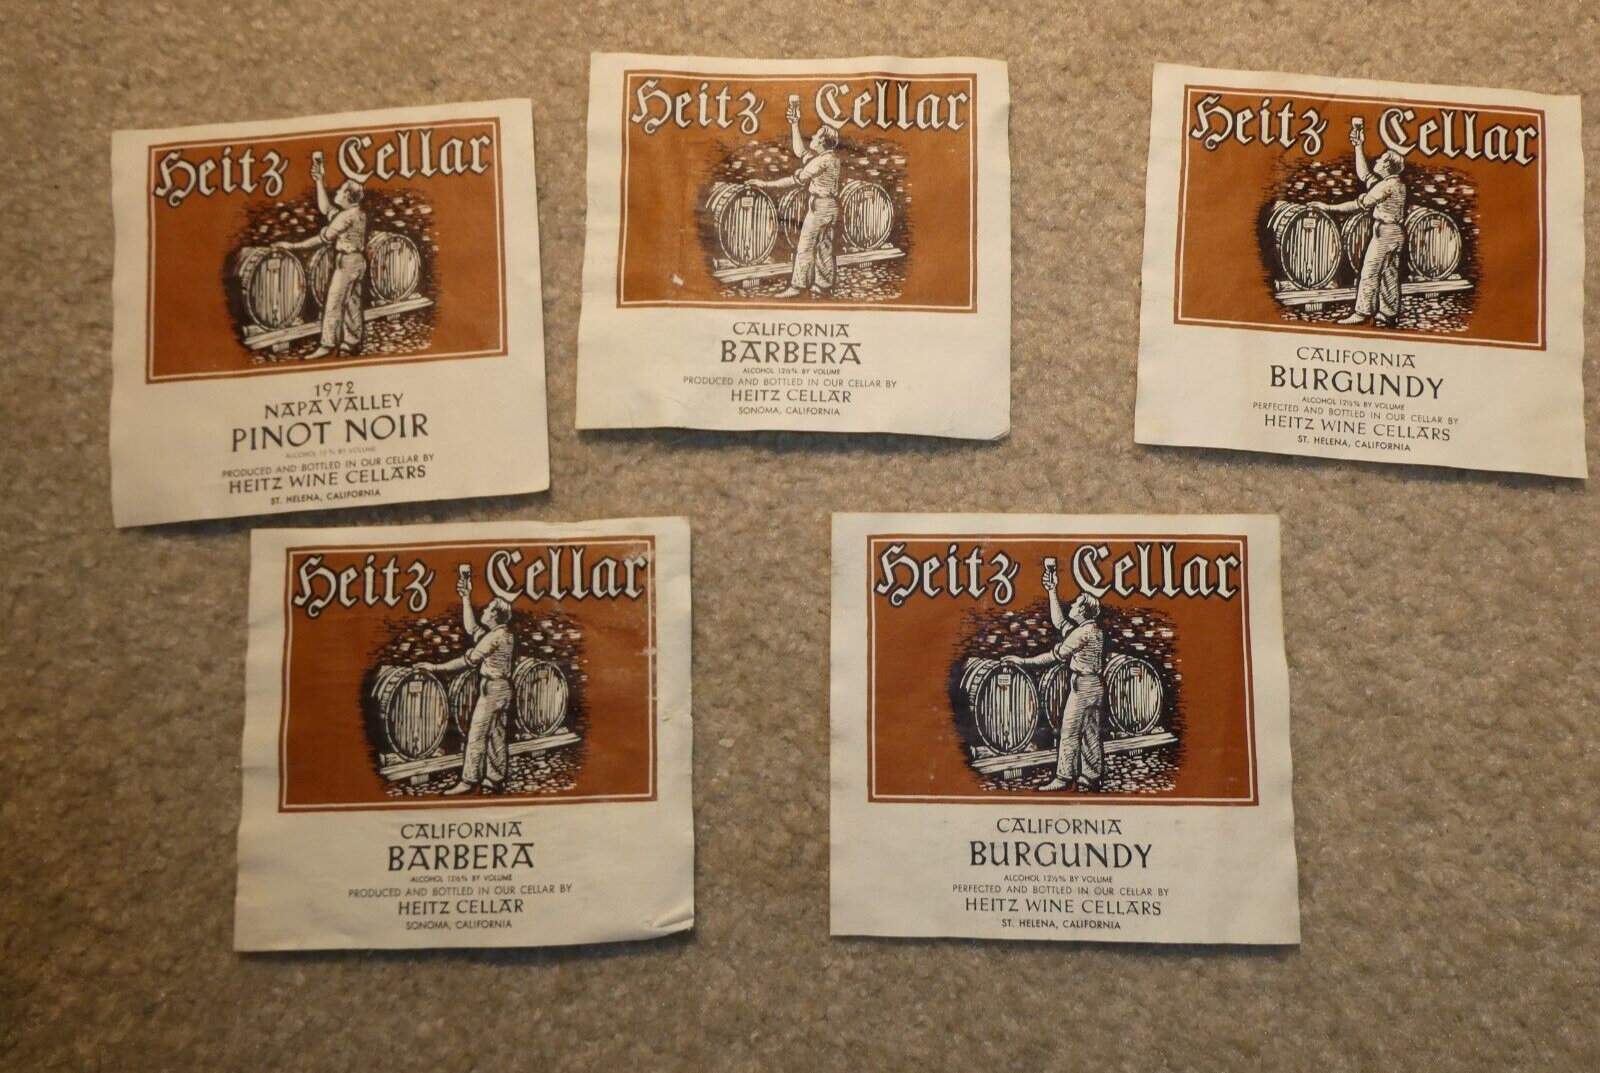 Heitz Cellar
1972
NAPA VALLEY
PINOT NOIR
ALCOHOL 12 % BY VOLUME
PRODUCED AND BOTTLED IN OUR CELLAR BY
HEITZ WINE CELLARS
ST. HELENA, CALIFORNIA
Heitz Cellar
CALIFORNIA
BARBERA
ALCOHOL 12½% BY VOLUME
PRODUCED AND BOTTLED IN OUR CELLAR BY
HEITZ CELLAR
SONOMA, CALIFORNIA
Heitz Cellar
CALIFORNIA
BURGUNDY
ALCOHOL 12½% BY VOLUME
PERFECTED AND BOTTLED IN OUR CELLAR BY
HEITZ WINE CELLARS
ST. HELENA, CALIFORNIA
Heitz Cellar
CALIFORNIA
BARBERA
ALCOHOL 12½% BY VOLUME
PRODUCED AND BOTTLED IN OUR CELLAR BY
HEITZ CELLAR
SONOMA, CALIFORNIA
Heitz Cellar
CALIFORNIA
BURGUNDY
ALCOHOL 12½% BY VOLUME
PERFECTED AND BOTTLED IN OUR CELLAR BY
HEITZ WINE CELLARS
ST. HELENA, CALIFORNIA